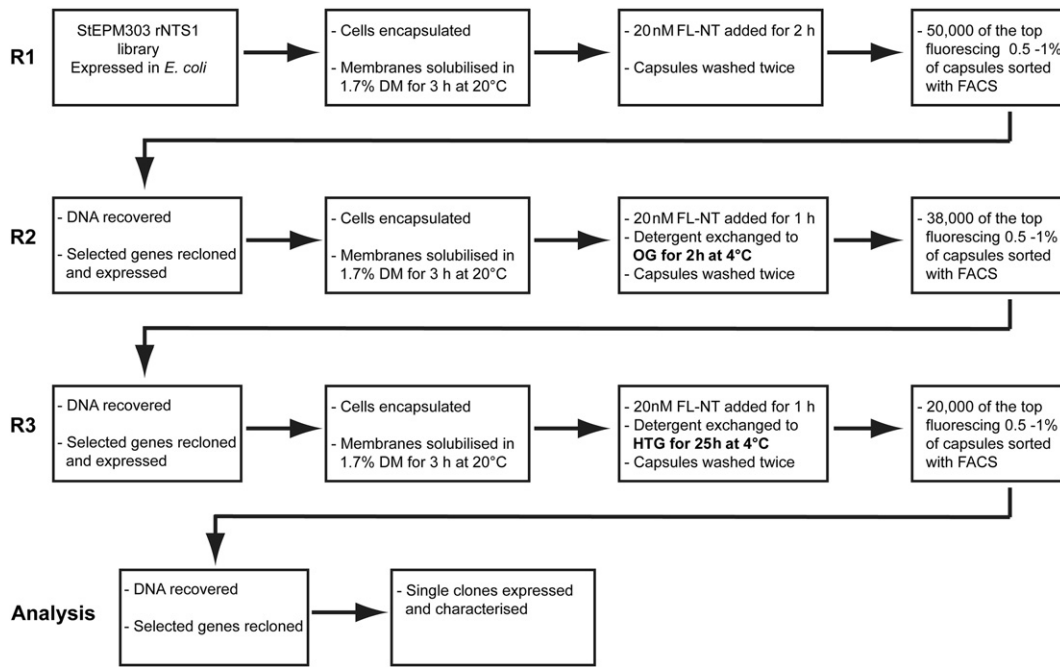 R1
StEPM303 rNTS1
library
Expressed in E. coli
- Cells encapsulated
- Membranes solubilised in
1.7% DM for 3 h at 20°C
- 20nM FL-NT added for 2 h
- Capsules washed twice
- 50,000 of the top
fluorescing 0.5 -1%
of capsules sorted
with FACS
R2
- DNA recovered
- Selected genes recloned
and expressed
- Cells encapsulated
- Membranes solubilised in
1.7% DM for 3 h at 20°C
- 20nM FL-NT added for 1 h
- Detergent exchanged to
OG for 2h at 4°C
- Capsules washed twice
- 38,000 of the top
fluorescing 0.5 -1%
of capsules sorted
with FACS
R3
- DNA recovered
- Selected genes recloned
and expressed
- Cells encapsulated
- Membranes solubilised in
1.7% DM for 3 h at 20°C
- 20nM FL-NT added for 1 h
- Detergent exchanged to
HTG for 25h at 4°C
- Capsules washed twice
- 20,000 of the top
fluorescing 0.5 -1%
of capsules sorted
with FACS
Analysis
- DNA recovered
- Selected genes recloned
- Single clones expressed
and characterised